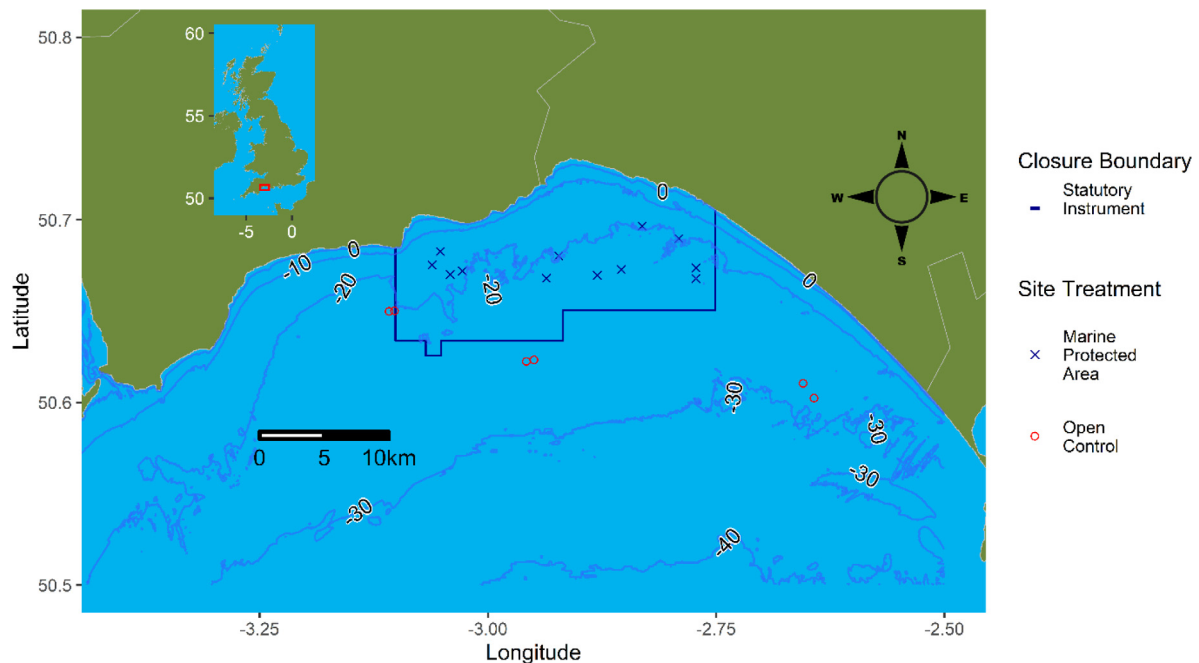 50.8
50.7
50.6
50.5
Latitude
60
55
50
-5
0
N
W
E
S
0
0
-10
-20
-20
0
-30
-30
-30
-30
-40
0
5
10km
-3.25
-3.00
-2.75
-2.50
Longitude
Closure Boundary
Statutory
Instrument
Site Treatment
Marine
Protected
Area
Open
Control